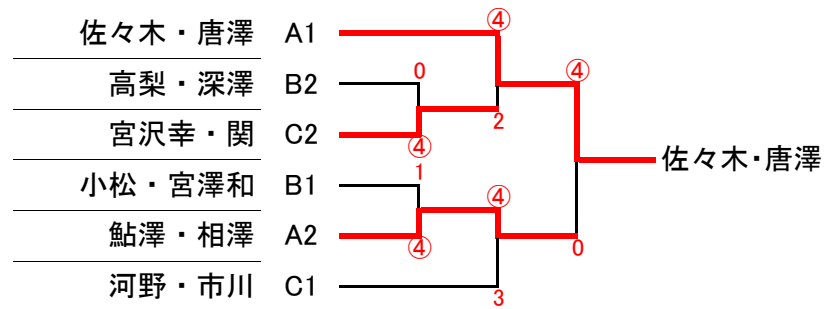 佐々木・唐澤 A1 ④
④
高梨・深澤 B2 0
宮沢幸・関 C2 ④ 2
佐々木・唐澤
小松・宮澤和 B1 1
④
鮎澤・相澤 A2 ④ 0
河野・市川 C1 3